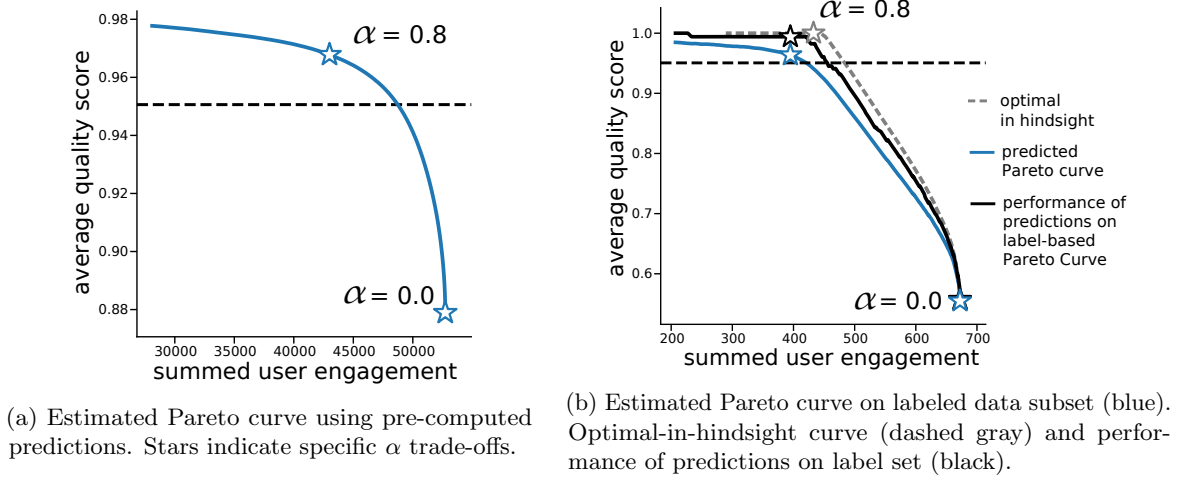 α = 0.8
0.98
0.96
0.94
0.92
0.90
0.88
average quality score
α = 0.0
30000 35000 40000 45000 50000
summed user engagement
(a) Estimated Pareto curve using pre-computed
predictions. Stars indicate specific α trade-offs.
α = 0.8
1.0
0.9
0.8
0.7
0.6
average quality score
optimal
in hindsight
predicted
Pareto curve
performance of
predictions on
label-based
Pareto Curve
α = 0.0
200 300 400 500 600 700
summed user engagement
(b) Estimated Pareto curve on labeled data subset (blue).
Optimal-in-hindsight curve (dashed gray) and perfor-
mance of predictions on label set (black).